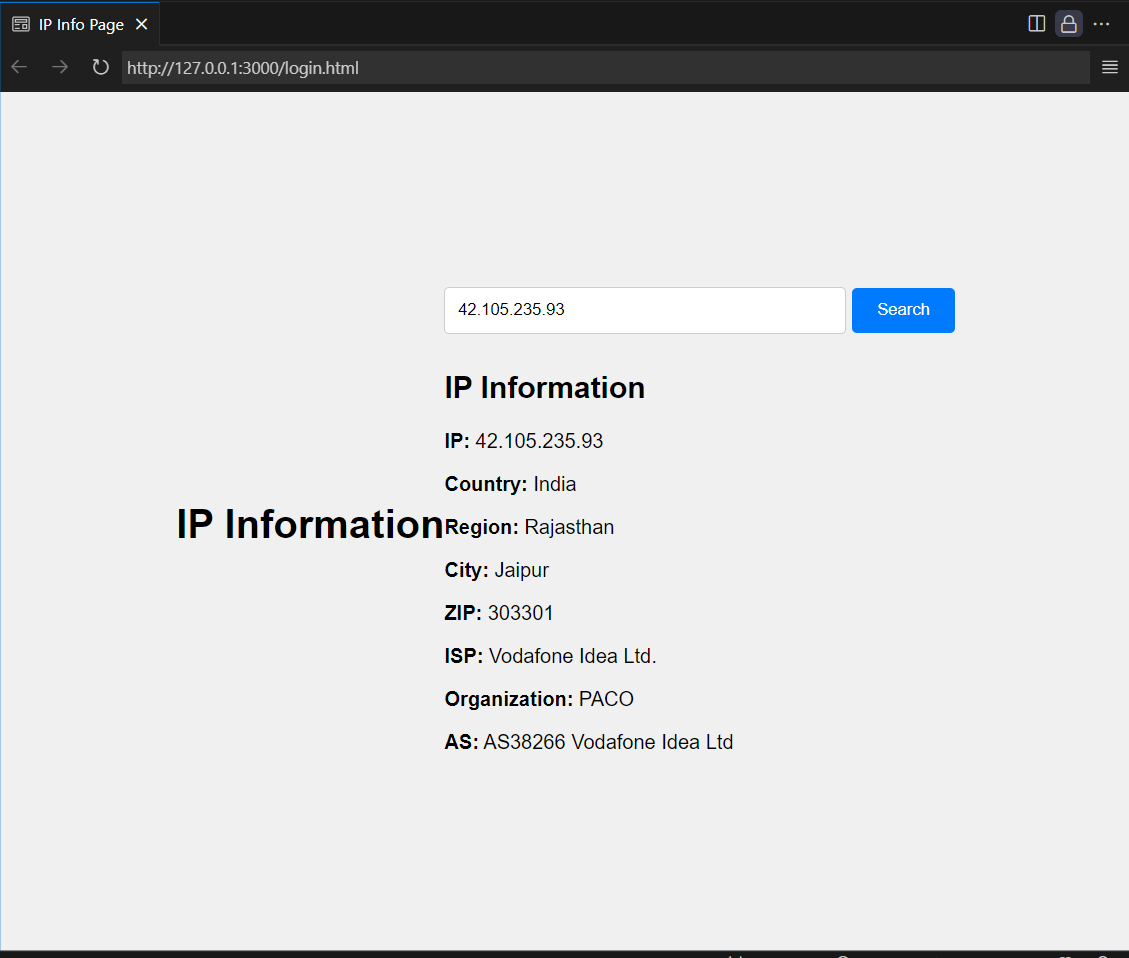 IP Info Page
http://127.0.0.1:3000/login.html
42.105.235.93 Search
IP Information
IP: 42.105.235.93
Country: India
IP Information
Region: Rajasthan
City: Jaipur
ZIP: 303301
ISP: Vodafone Idea Ltd.
Organization: PACO
AS: AS38266 Vodafone Idea Ltd